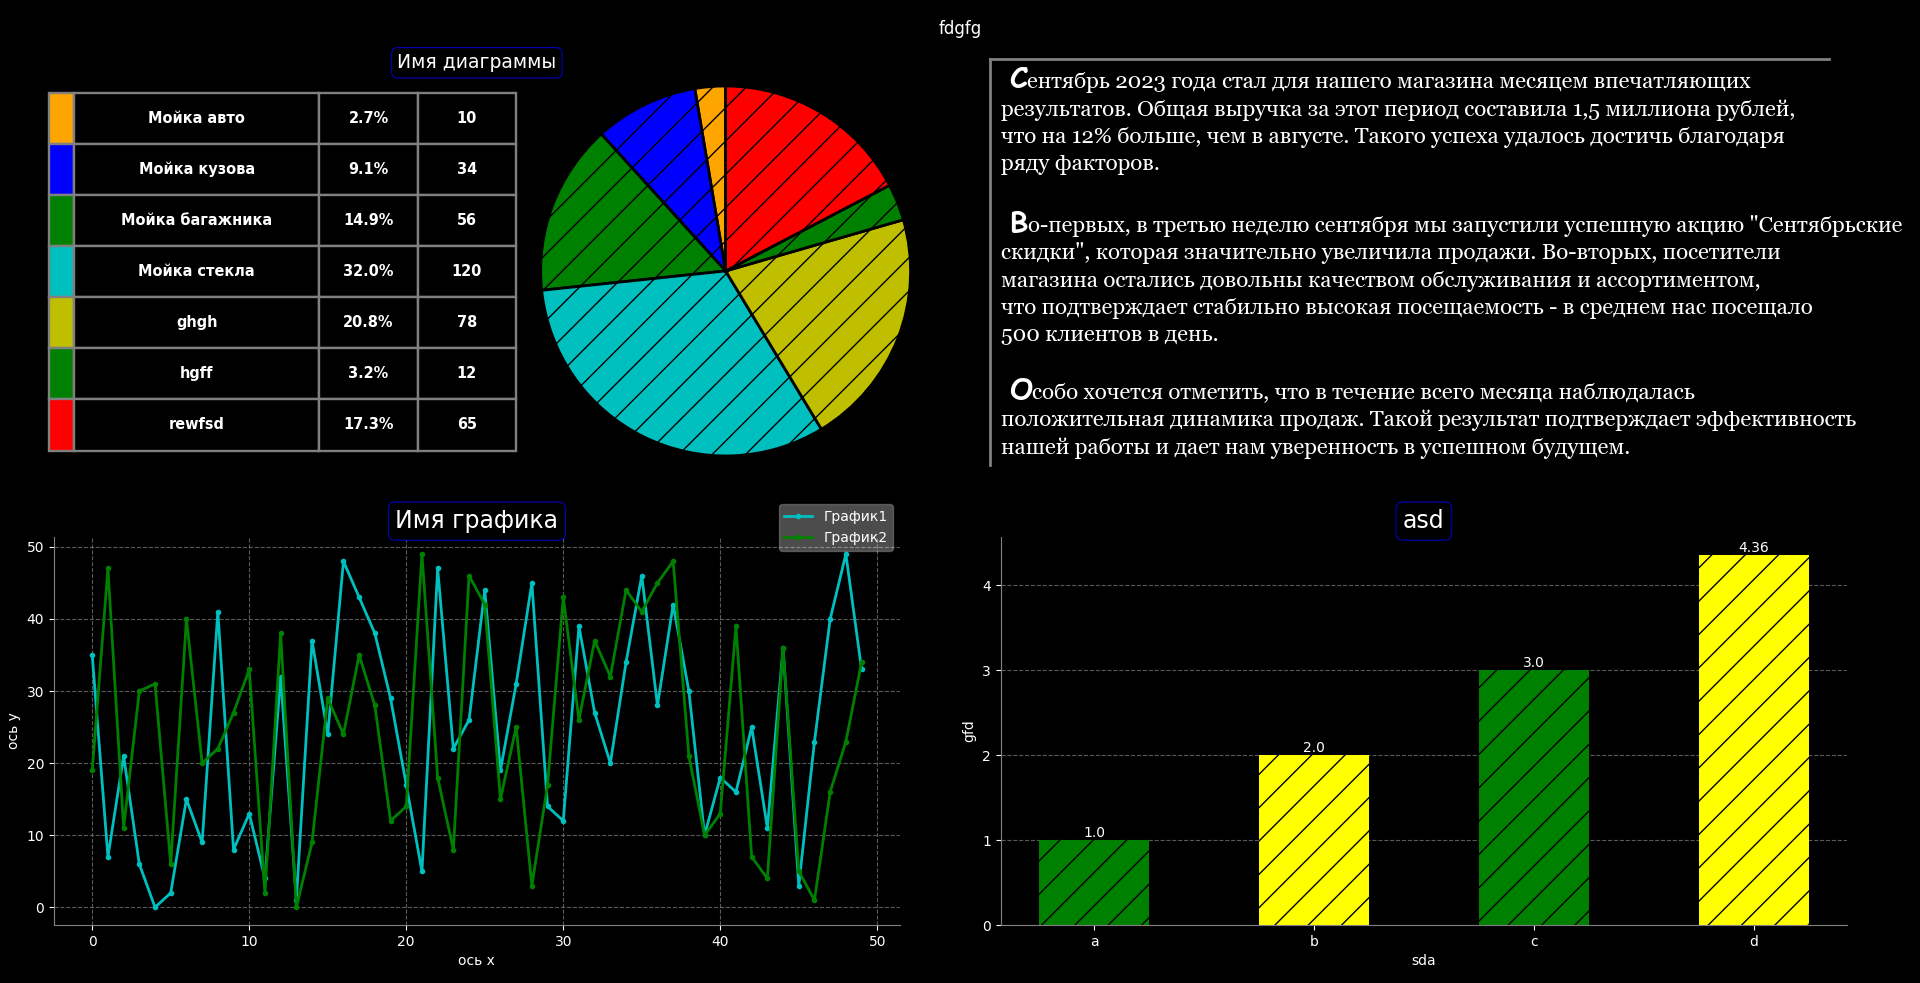 fdgfg
Имя диаграммы
Мойка авто 2.7% 10
Мойка кузова 9.1% 34
Мойка багажника 14.9% 56
Мойка стекла 32.0% 120
ghgh 20.8% 78
hgff 3.2% 12
rewfsd 17.3% 65
Сентябрь 2023 года стал для нашего магазина месяцем впечатляющих
результатов. Общая выручка за этот период составила 1,5 миллиона рублей,
что на 12% больше, чем в августе. Такого успеха удалось достичь благодаря
ряду факторов.
Во-первых, в третью неделю сентября мы запустили успешную акцию "Сентябрьские
скидки", которая значительно увеличила продажи. Во-вторых, посетители
магазина остались довольны качеством обслуживания и ассортиментом,
что подтверждает стабильно высокая посещаемость - в среднем нас посещало
500 клиентов в день.
Особо хочется отметить, что в течение всего месяца наблюдалась
положительная динамика продаж. Такой результат подтверждает эффективность
нашей работы и дает нам уверенность в успешном будущем.
Имя графика
График1
График2
50
40
30
20
10
0
ось y
0 10 20 30 40 50
ось x
asd
4
3
2
1
0
gfd
1.0 2.0 3.0 4.36
a b c d
sda